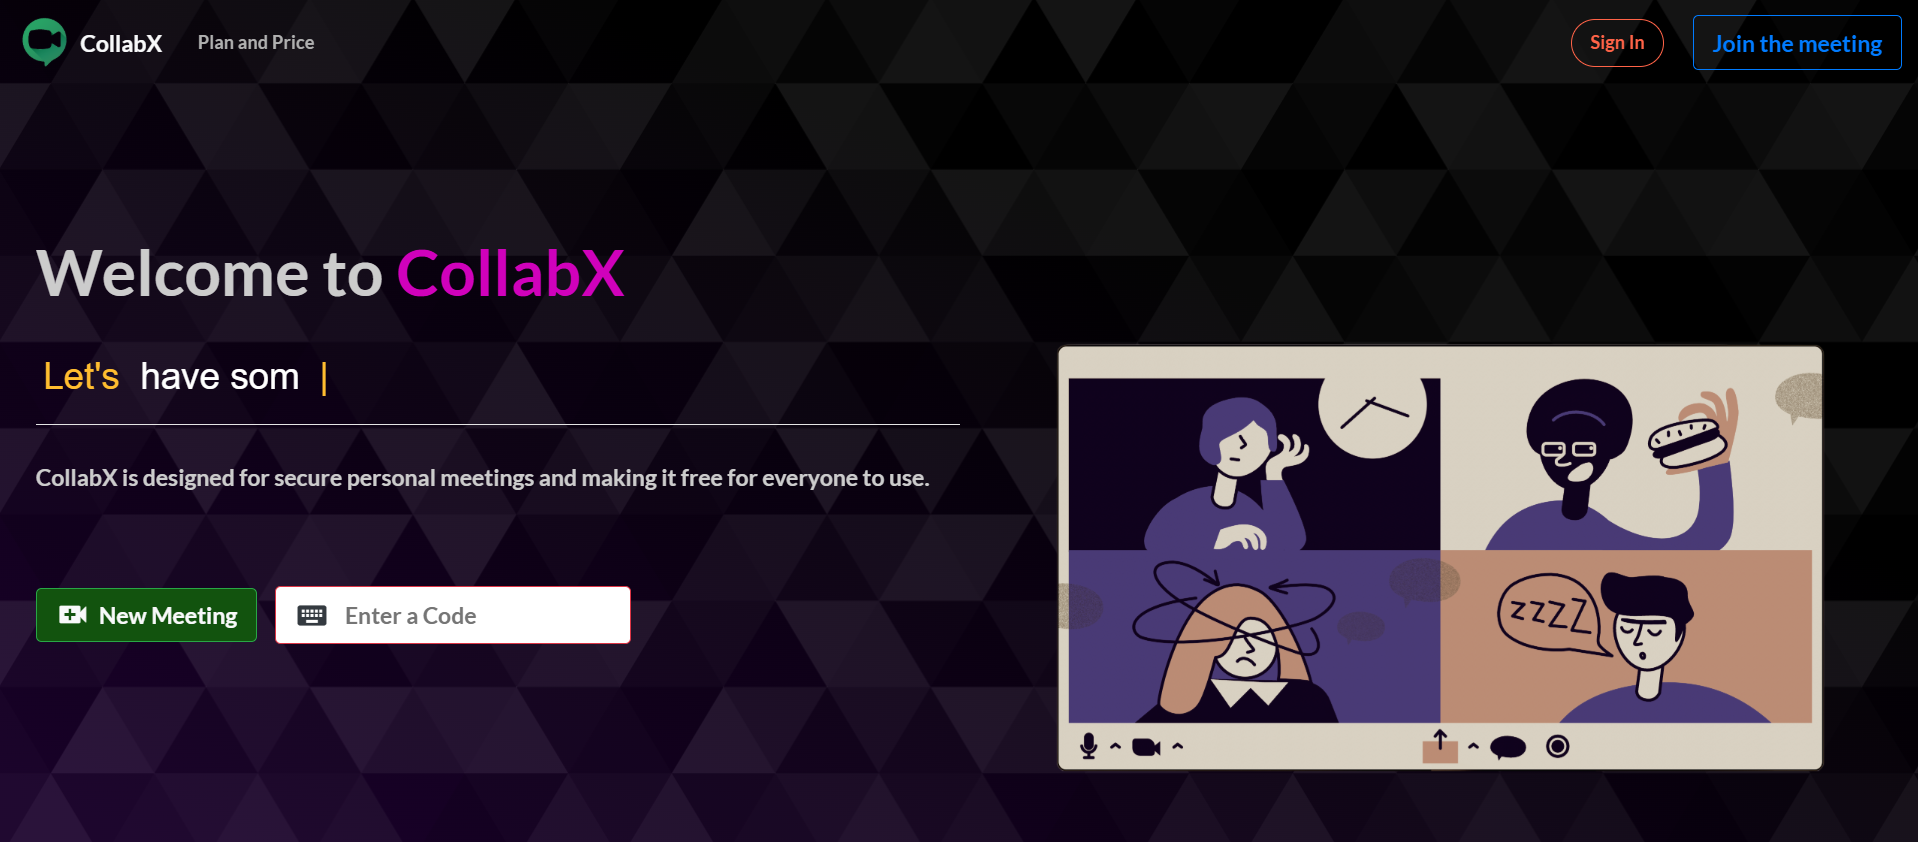 CollabX Plan and Price Sign In Join the meeting
Welcome to CollabX
Let's have som |
CollabX is designed for secure personal meetings and making it free for everyone to use.
New Meeting Enter a Code
zzzZ